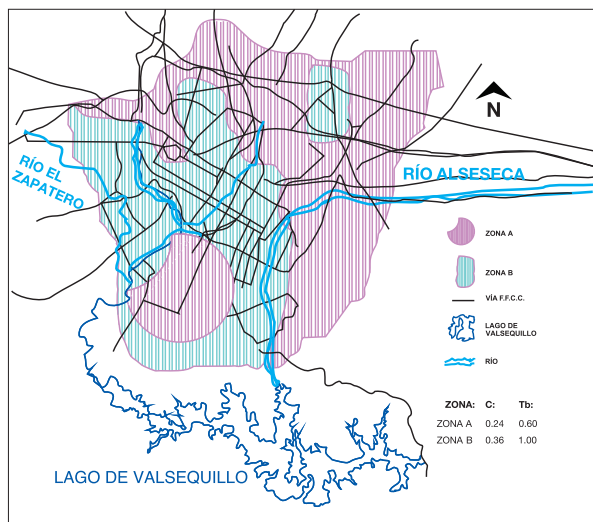 N
RÍO EL
ZAPATERO
RÍO ALSESECA
ZONA A
ZONA B
VÍA F.F.C.C.
LAGO DE
VALSEQUILLO
RÍO
ZONA: C: Tb:
ZONA A 0.24 0.60
ZONA B 0.36 1.00
LAGO DE VALSEQUILLO